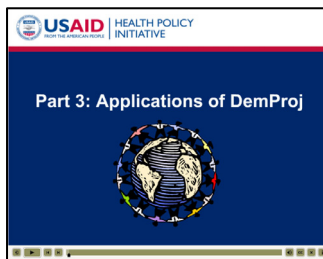 USAID
FROM THE AMERICAN PEOPLE
HEALTH POLICY
INITIATIVE
Part 3: Applications of DemProj